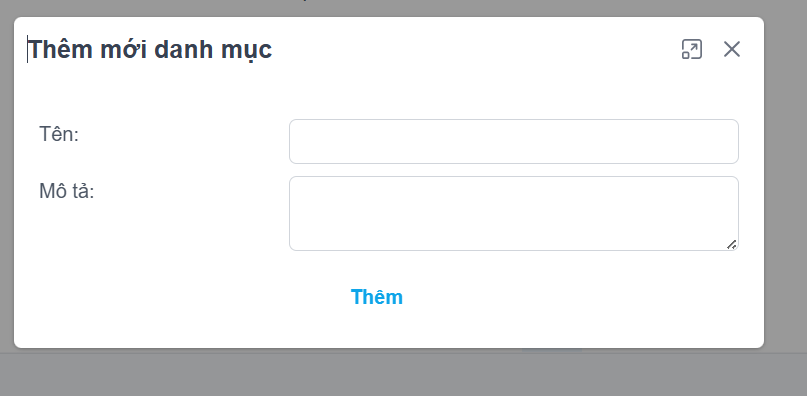 Thêm mới danh mục
Tên:
Mô tả:
Thêm